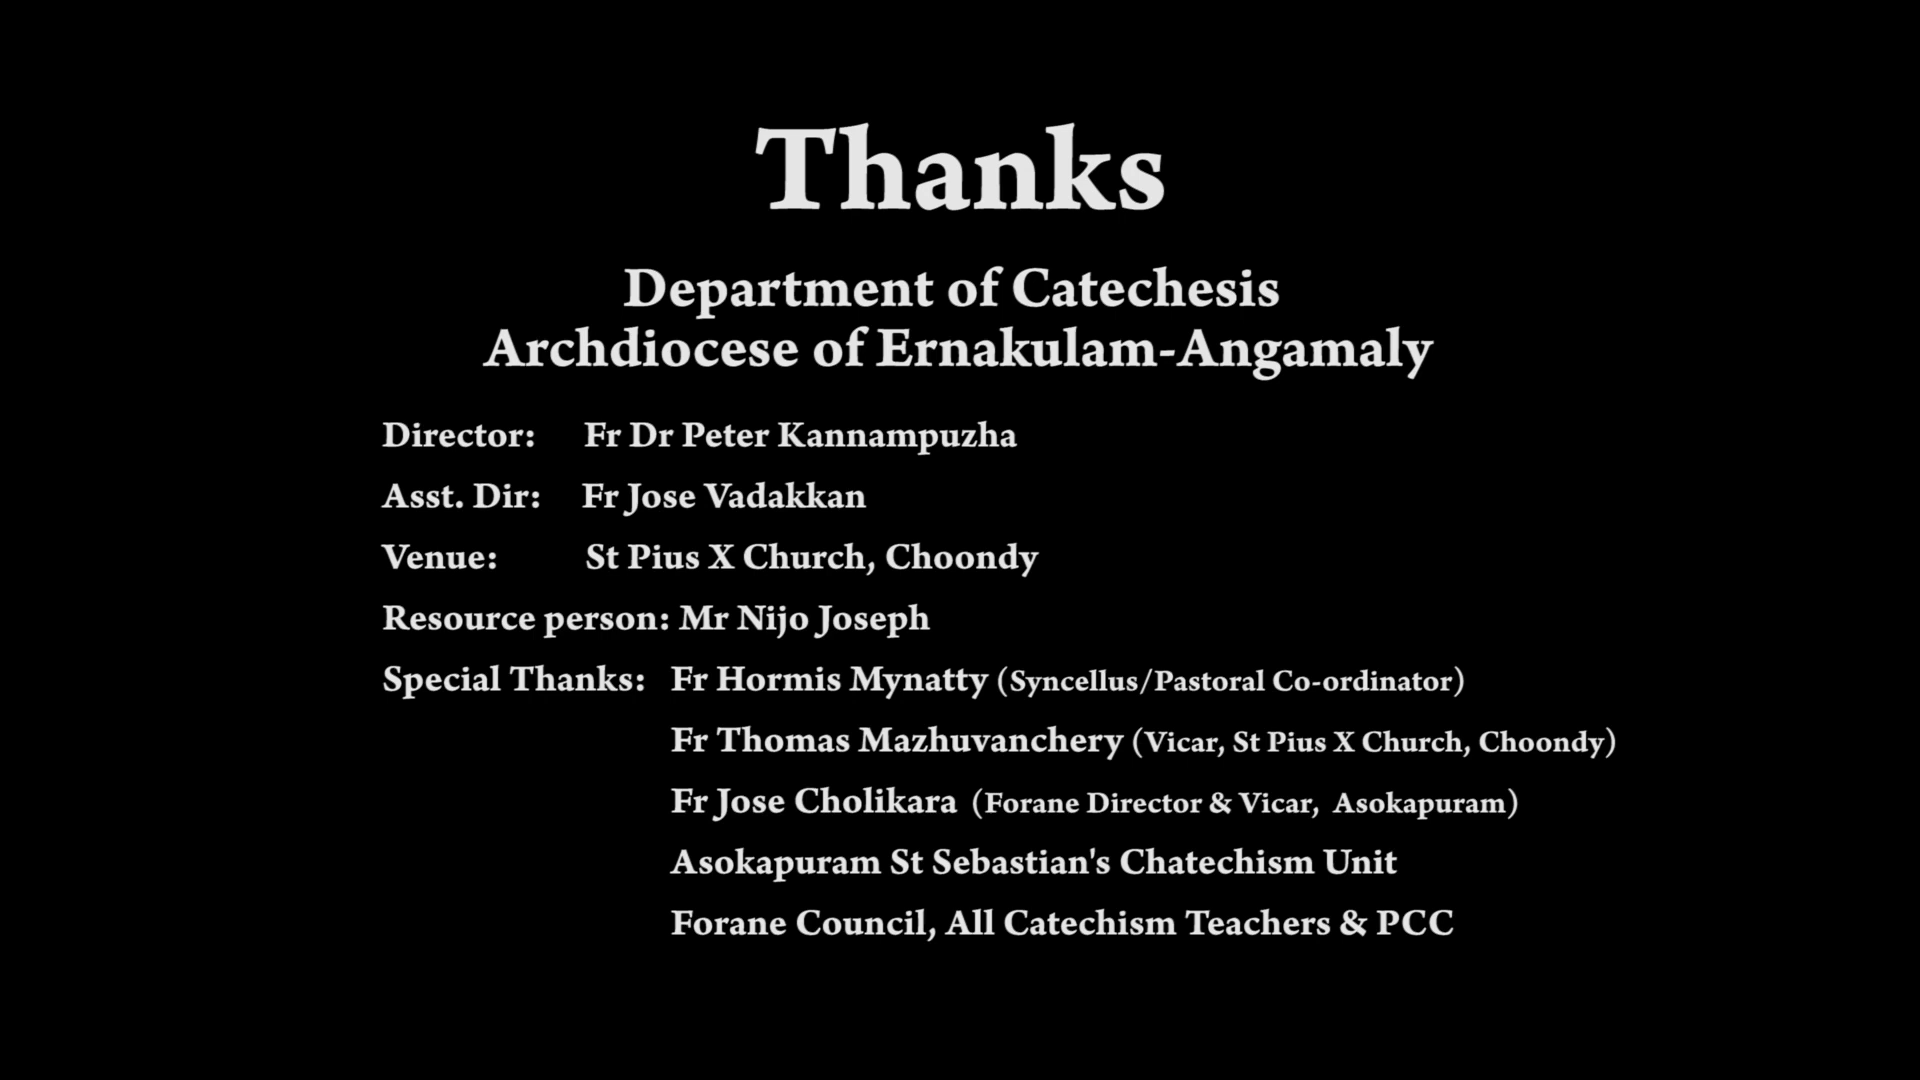 Thanks
Department of Catechesis
Archdiocese of Ernakulam-Angamaly
Director: Fr Dr Peter Kannampuzha
Asst. Dir: Fr Jose Vadakkan
Venue: St Pius X Church, Choondy
Resource person: Mr Nijo Joseph
Special Thanks: Fr Hormis Mynatty (Syncellus/Pastoral Co-ordinator)
Fr Thomas Mazhuvanchery (Vicar, St Pius X Church, Choondy)
Fr Jose Cholikara (Forane Director & Vicar, Asokapuram)
Asokapuram St Sebastian's Chatechism Unit
Forane Council, All Catechism Teachers & PCC